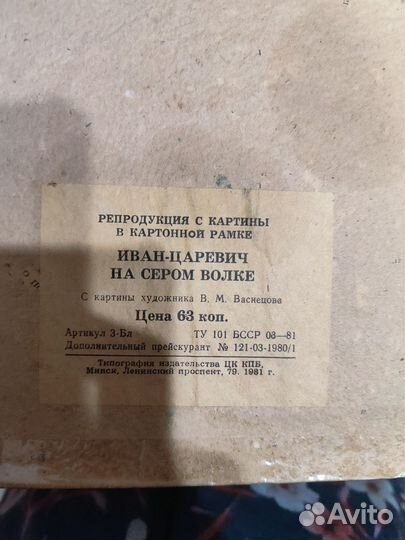 РЕПРОДУКЦИЯ С КАРТИНЫ
В КАРТОННОЙ РАМКЕ
ИВАН-ЦАРЕВИЧ
НА СЕРОМ ВОЛКЕ
С картины художника В. М. Васнецова
Цена 63 коп.
Артикул 3-Бл ТУ 101 БССР 03—81
Дополнительный прейскурант № 121-03-1980/1
Типография издательства ЦК КПБ,
Минск, Ленинский проспект, 79. 1981 г.
Avito